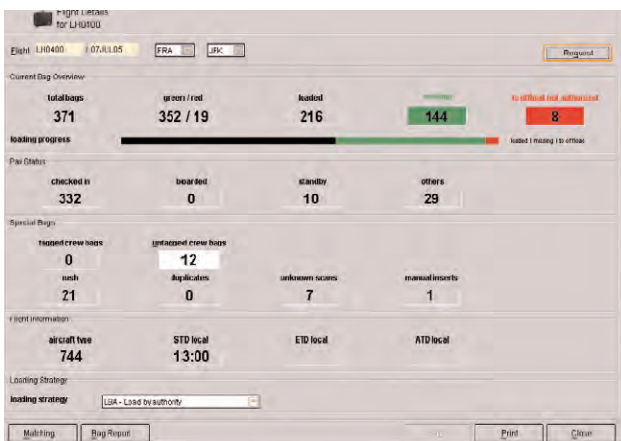 Flight Details
for LH0400
Flight LH0400 / 07JUL05 FRA JFK Request
Current Bag Overview
total bags green / red loaded to offload not authorized
371 352 / 19 216 144 8
loading progress loaded | missing | to offload
Pax Status
checked in boarded standby others
332 0 10 29
Special Bags
tagged crew bags untagged crew bags
0 12
rush duplicates unknown scans manual inserts
21 0 7 1
Flight Information
aircraft type STD local ETD local ATD local
744 13:00
Loading Strategy
loading strategy LBA - Load by authority
Matching Bag Report Print Close